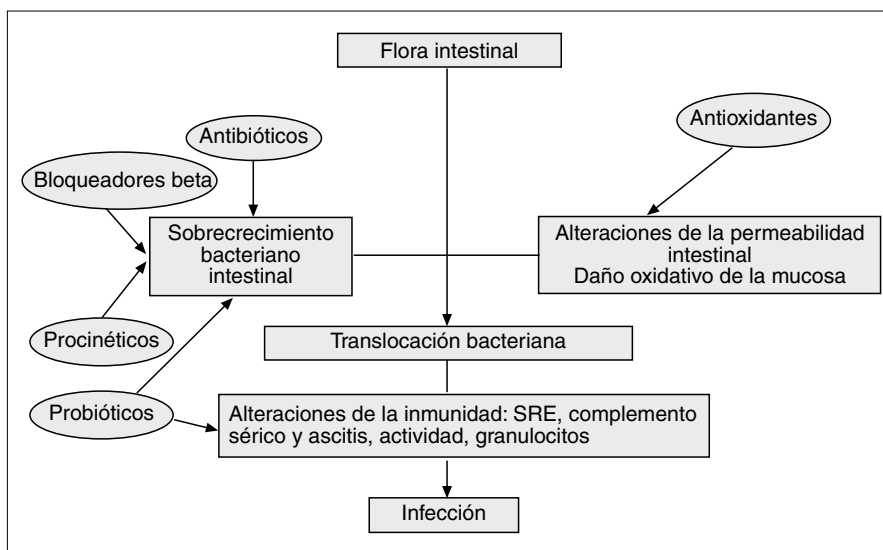 Flora intestinal
Antioxidantes
Antibióticos
Bloqueadores beta
Sobrecrecimiento
bacteriano
intestinal
Alteraciones de la permeabilidad
intestinal
Daño oxidativo de la mucosa
Procinéticos
Translocación bacteriana
Probióticos
Alteraciones de la inmunidad: SRE, complemento
sérico y ascitis, actividad, granulocitos
Infección